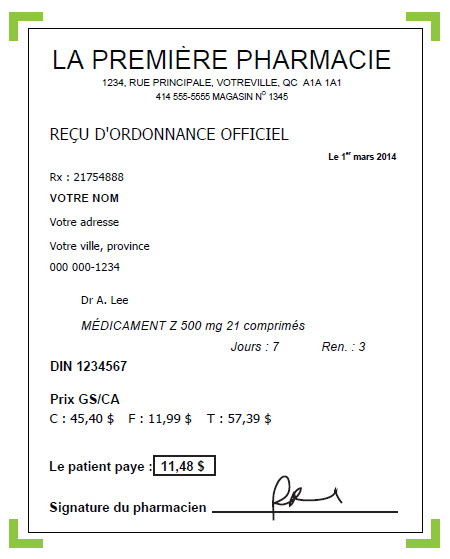 LA PREMIÈRE PHARMACIE
1234, RUE PRINCIPALE, VOTREVILLE, QC A1A 1A1
414 555-5555 MAGASIN NO 1345
REÇU D'ORDONNANCE OFFICIEL
Le 1er mars 2014
Rx : 21754888
VOTRE NOM
Votre adresse
Votre ville, province
000 000-1234
Dr A. Lee
MÉDICAMENT Z 500 mg 21 comprimés
Jours : 7 Ren. : 3
DIN 1234567
Prix GS/CA
C : 45,40 $ F : 11,99 $ T : 57,39 $
Le patient paye : 11,48 $
Signature du pharmacien